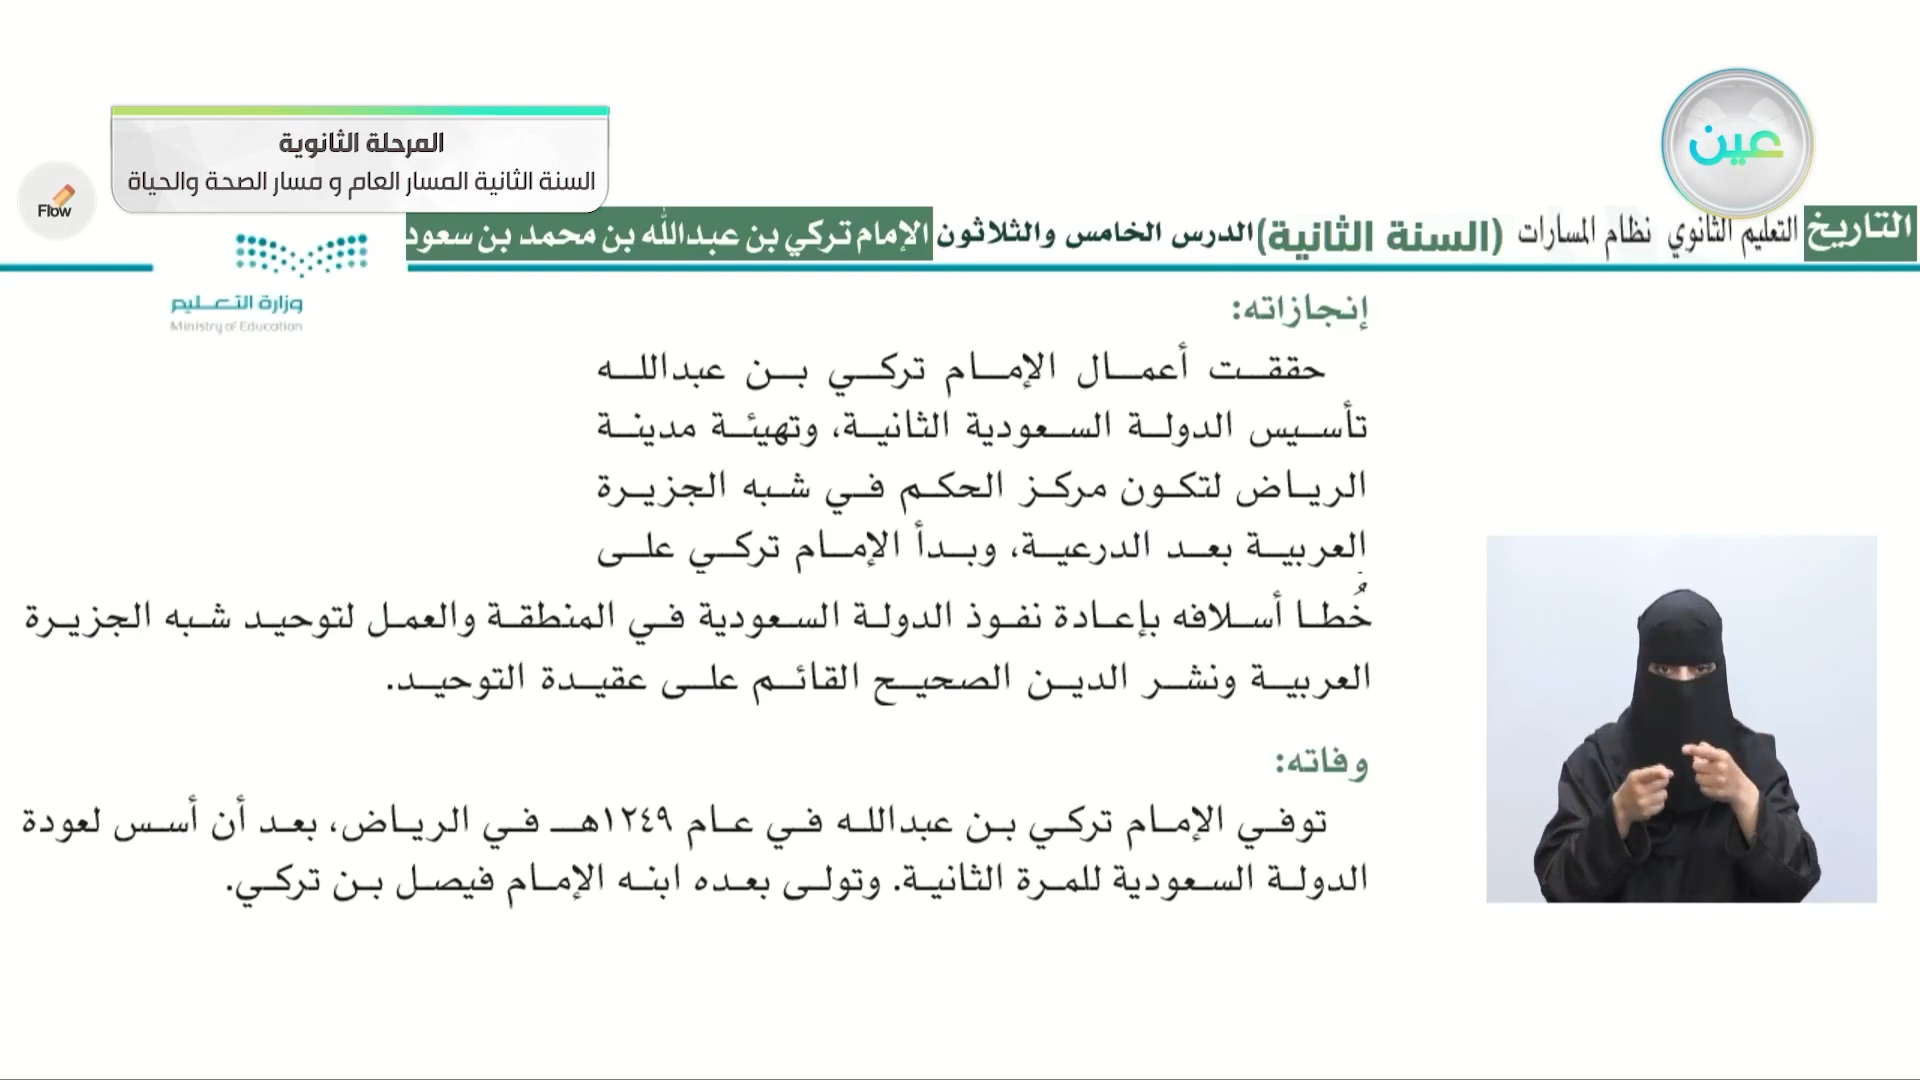 عين
المرحلة الثانوية
السنة الثانية المسار العام و مسار الصحة والحياة
Flow
التاريخ التعليم الثانوي نظام المسارات (السنة الثانية) الدرس الخامس والثلاثون الإمام تركي بن عبدالله بن محمد بن سعود
وزارة التعليم
Ministry of Education
إنجازاته:
حققت أعمال الإمام تركي بن عبدالله
تأسيس الدولة السعودية الثانية، وتهيئة مدينة
الرياض لتكون مركز الحكم في شبه الجزيرة
العربية بعد الدرعية، وبدأ الإمام تركي على
خُطا أسلافه بإعادة نفوذ الدولة السعودية في المنطقة والعمل لتوحيد شبه الجزيرة
العربية ونشر الدين الصحيح القائم على عقيدة التوحيد.
وفاته:
توفي الإمام تركي بن عبدالله في عام ١٢٤٩هـ في الرياض، بعد أن أسس لعودة
الدولة السعودية للمرة الثانية. وتولى بعده ابنه الإمام فيصل بن تركي.